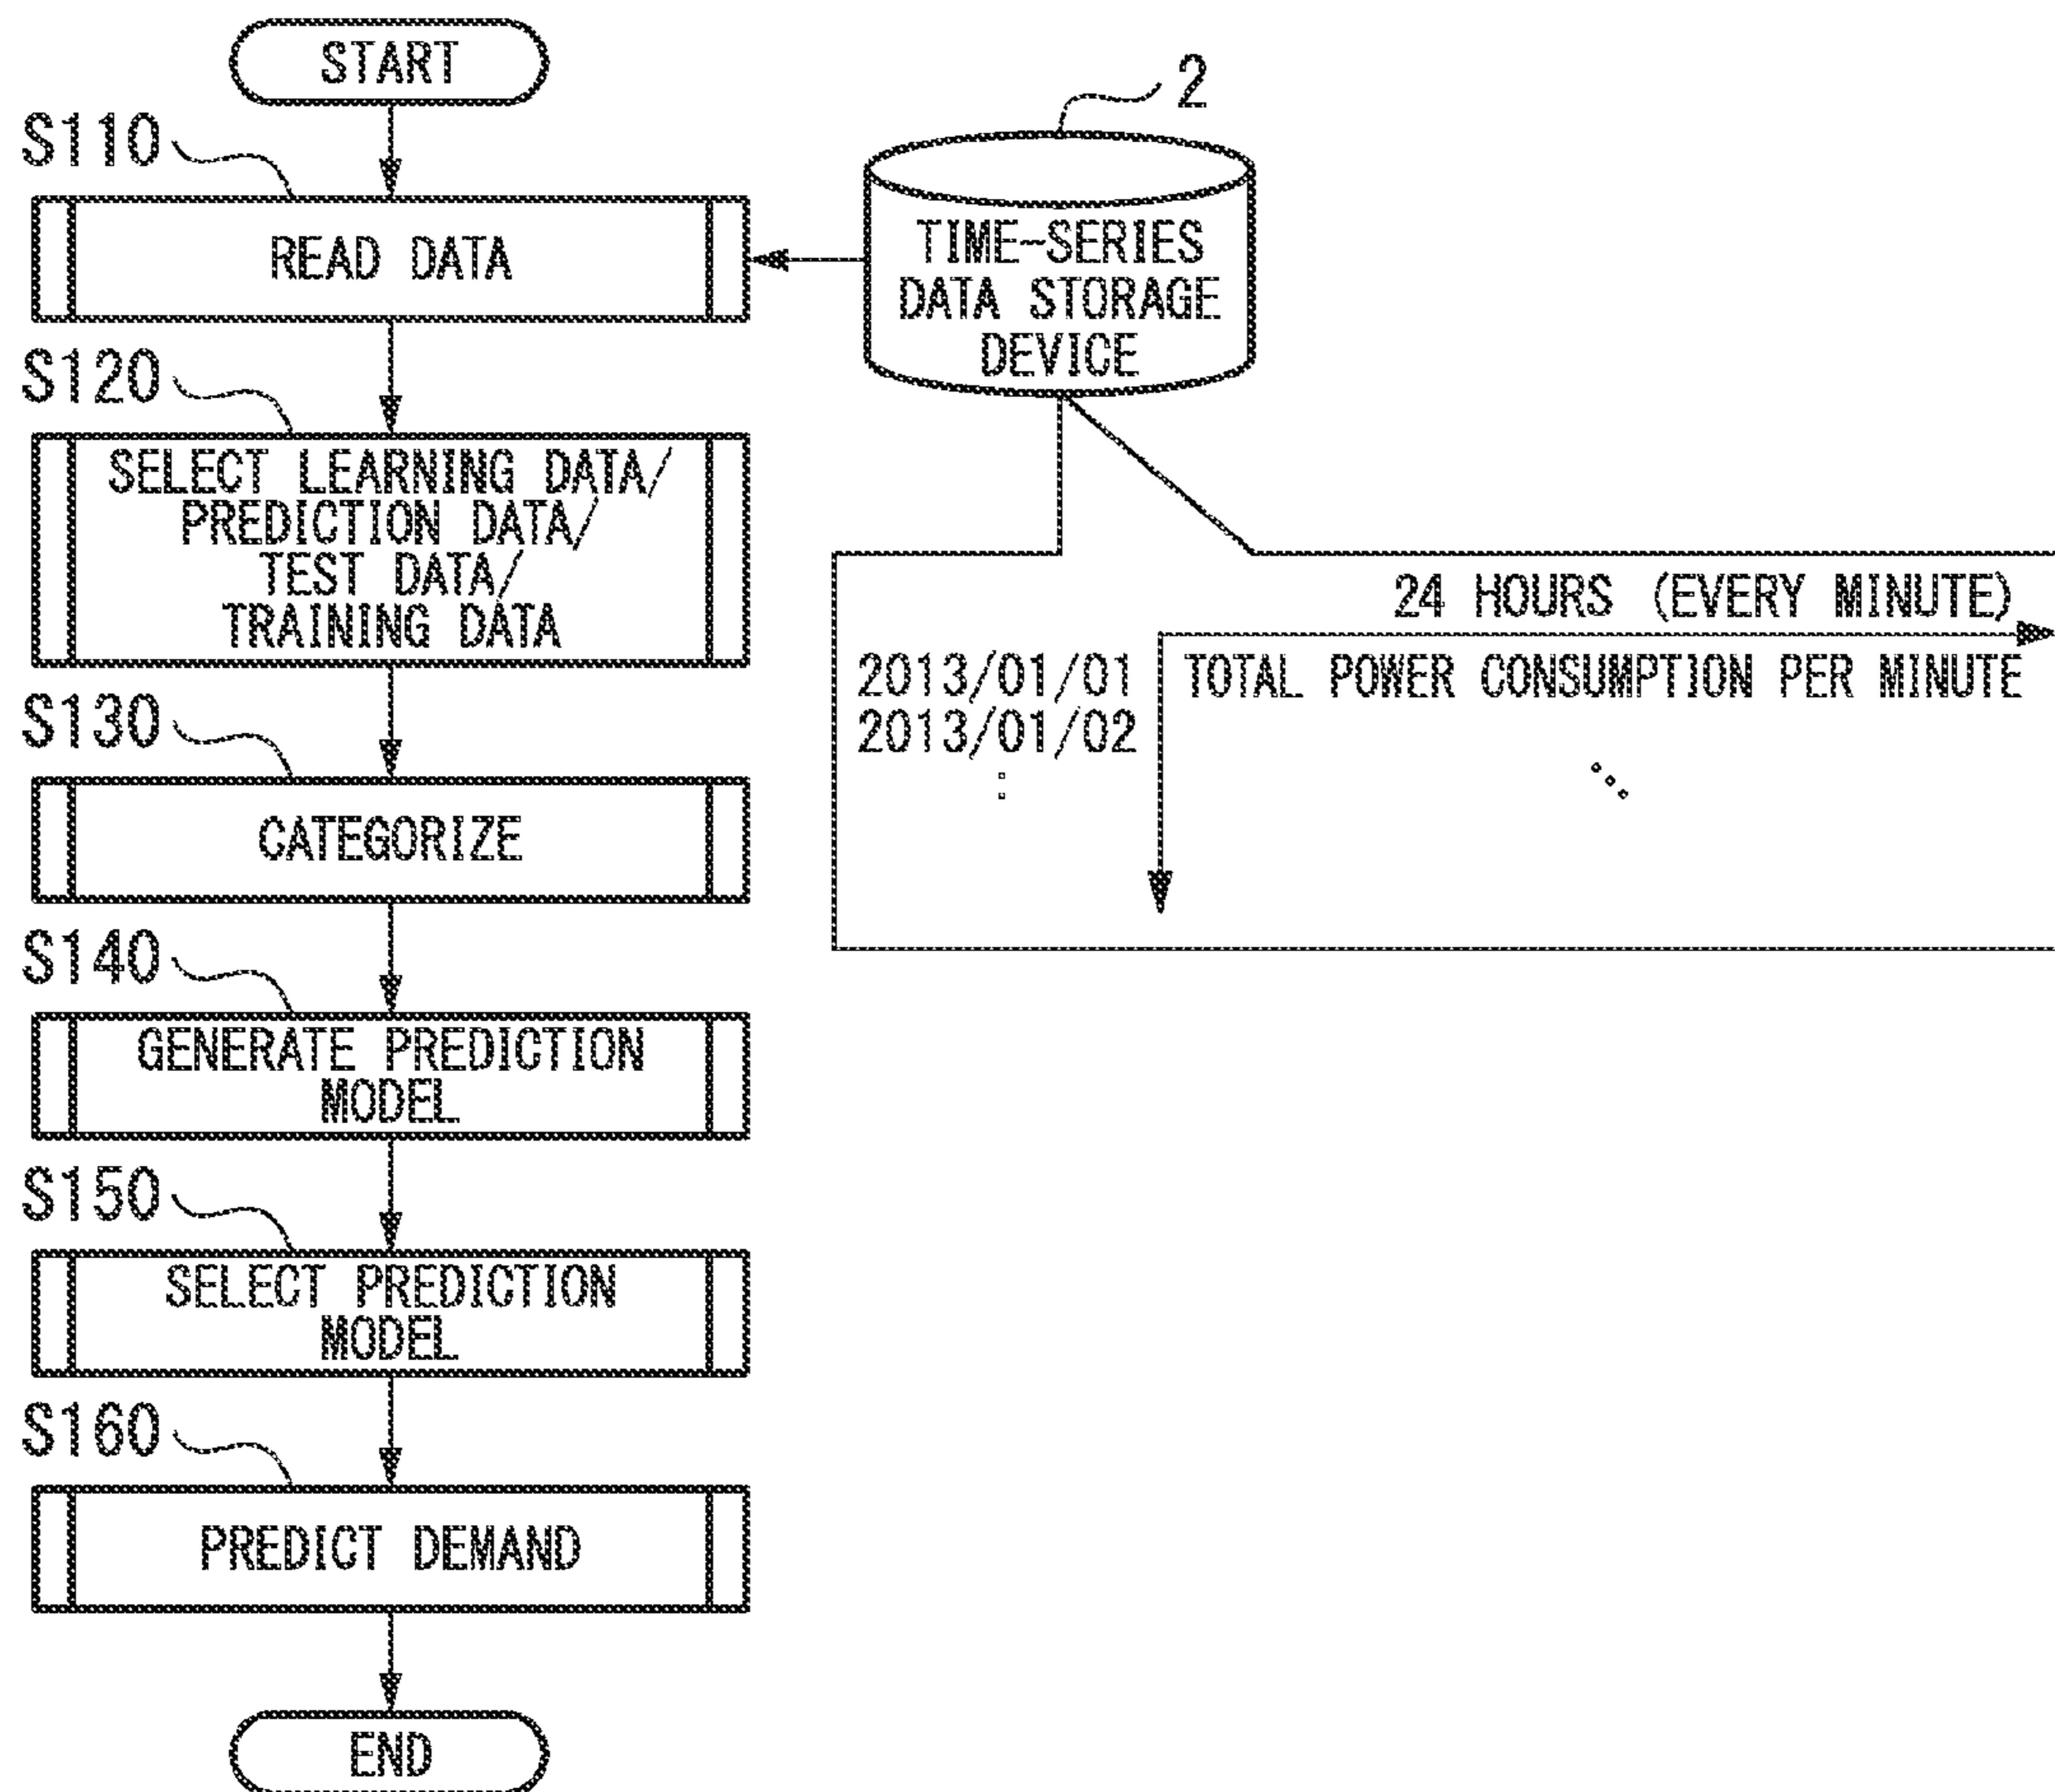 START
S110
READ DATA
2
TIME-SERIES
DATA STORAGE
DEVICE
S120
SELECT LEARNING DATA/
PREDICTION DATA/
TEST DATA/
TRAINING DATA
24 HOURS (EVERY MINUTE)
2013/01/01
TOTAL POWER CONSUMPTION PER MINUTE
2013/01/02
:
⋱
S130
CATEGORIZE
S140
GENERATE PREDICTION
MODEL
S150
SELECT PREDICTION
MODEL
S160
PREDICT DEMAND
END